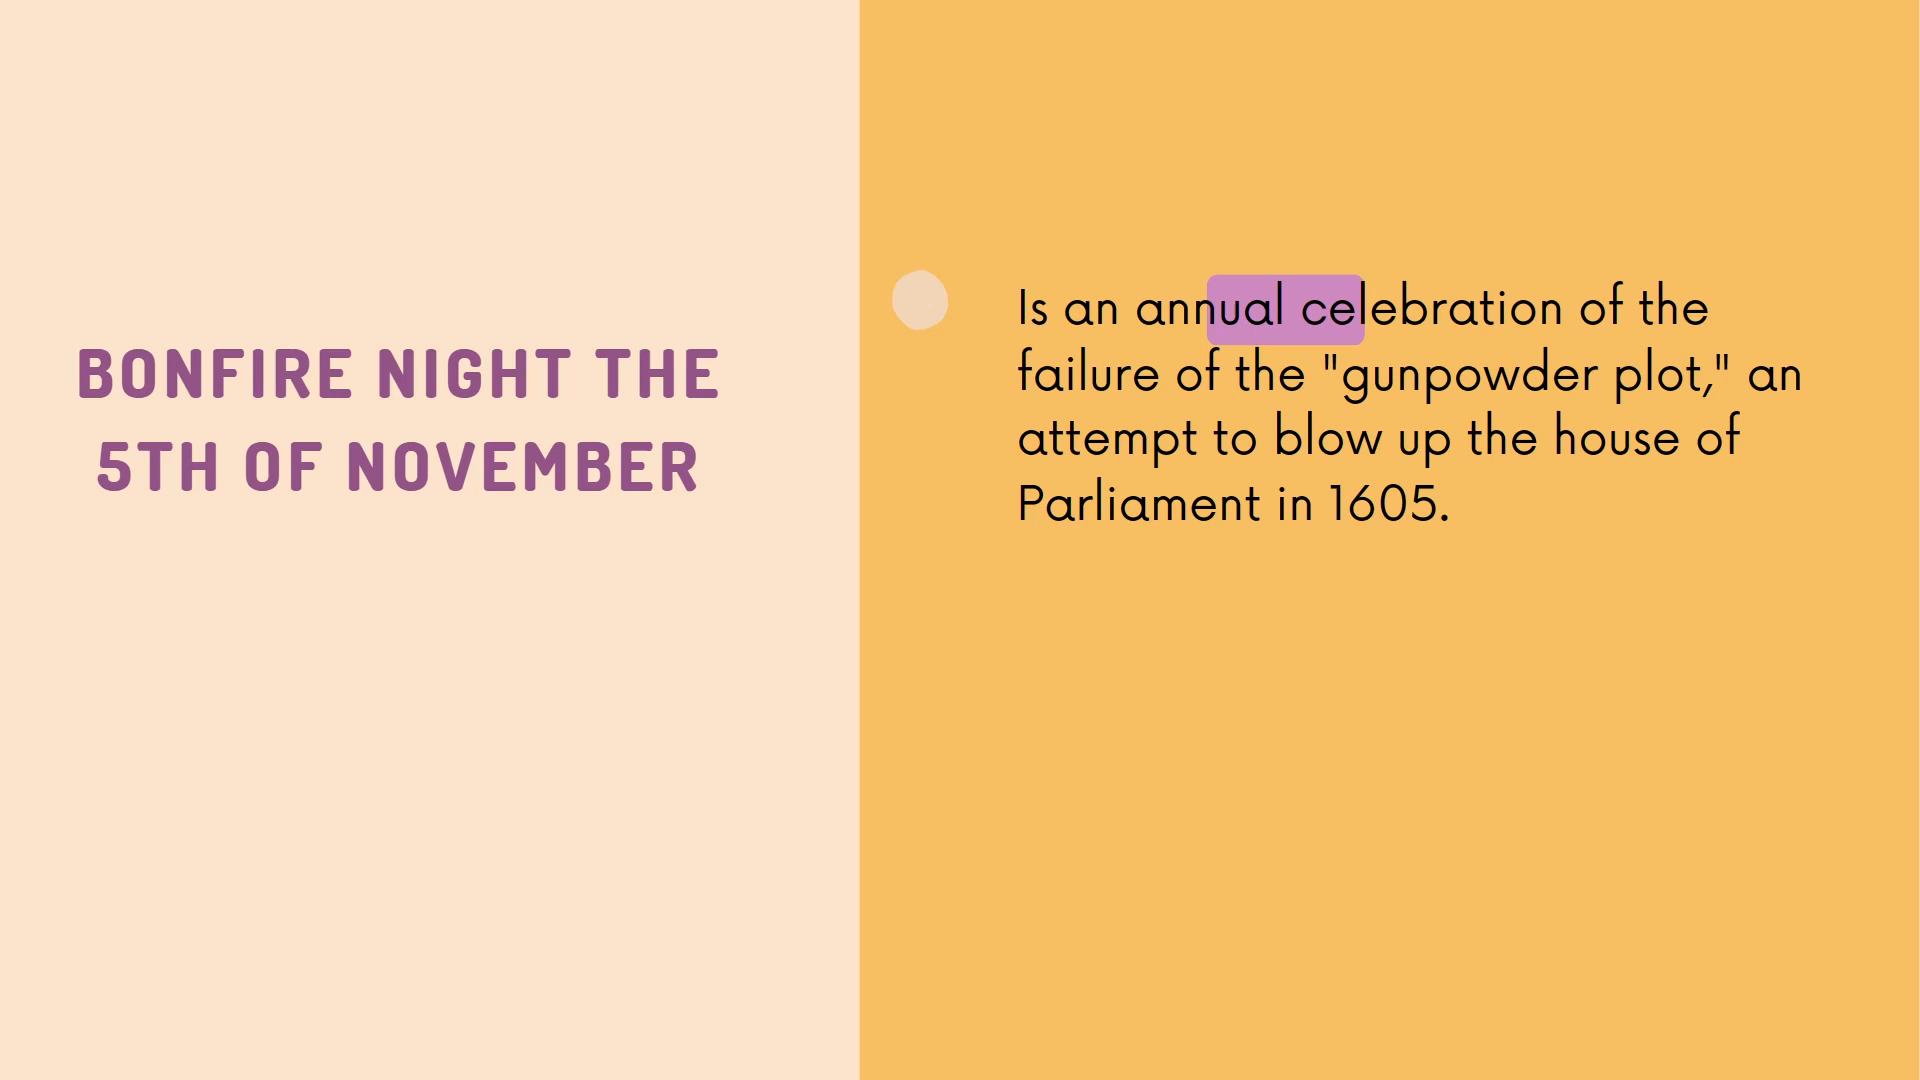 BONFIRE NIGHT THE
5TH OF NOVEMBER
Is an annual celebration of the
failure of the "gunpowder plot," an
attempt to blow up the house of
Parliament in 1605.